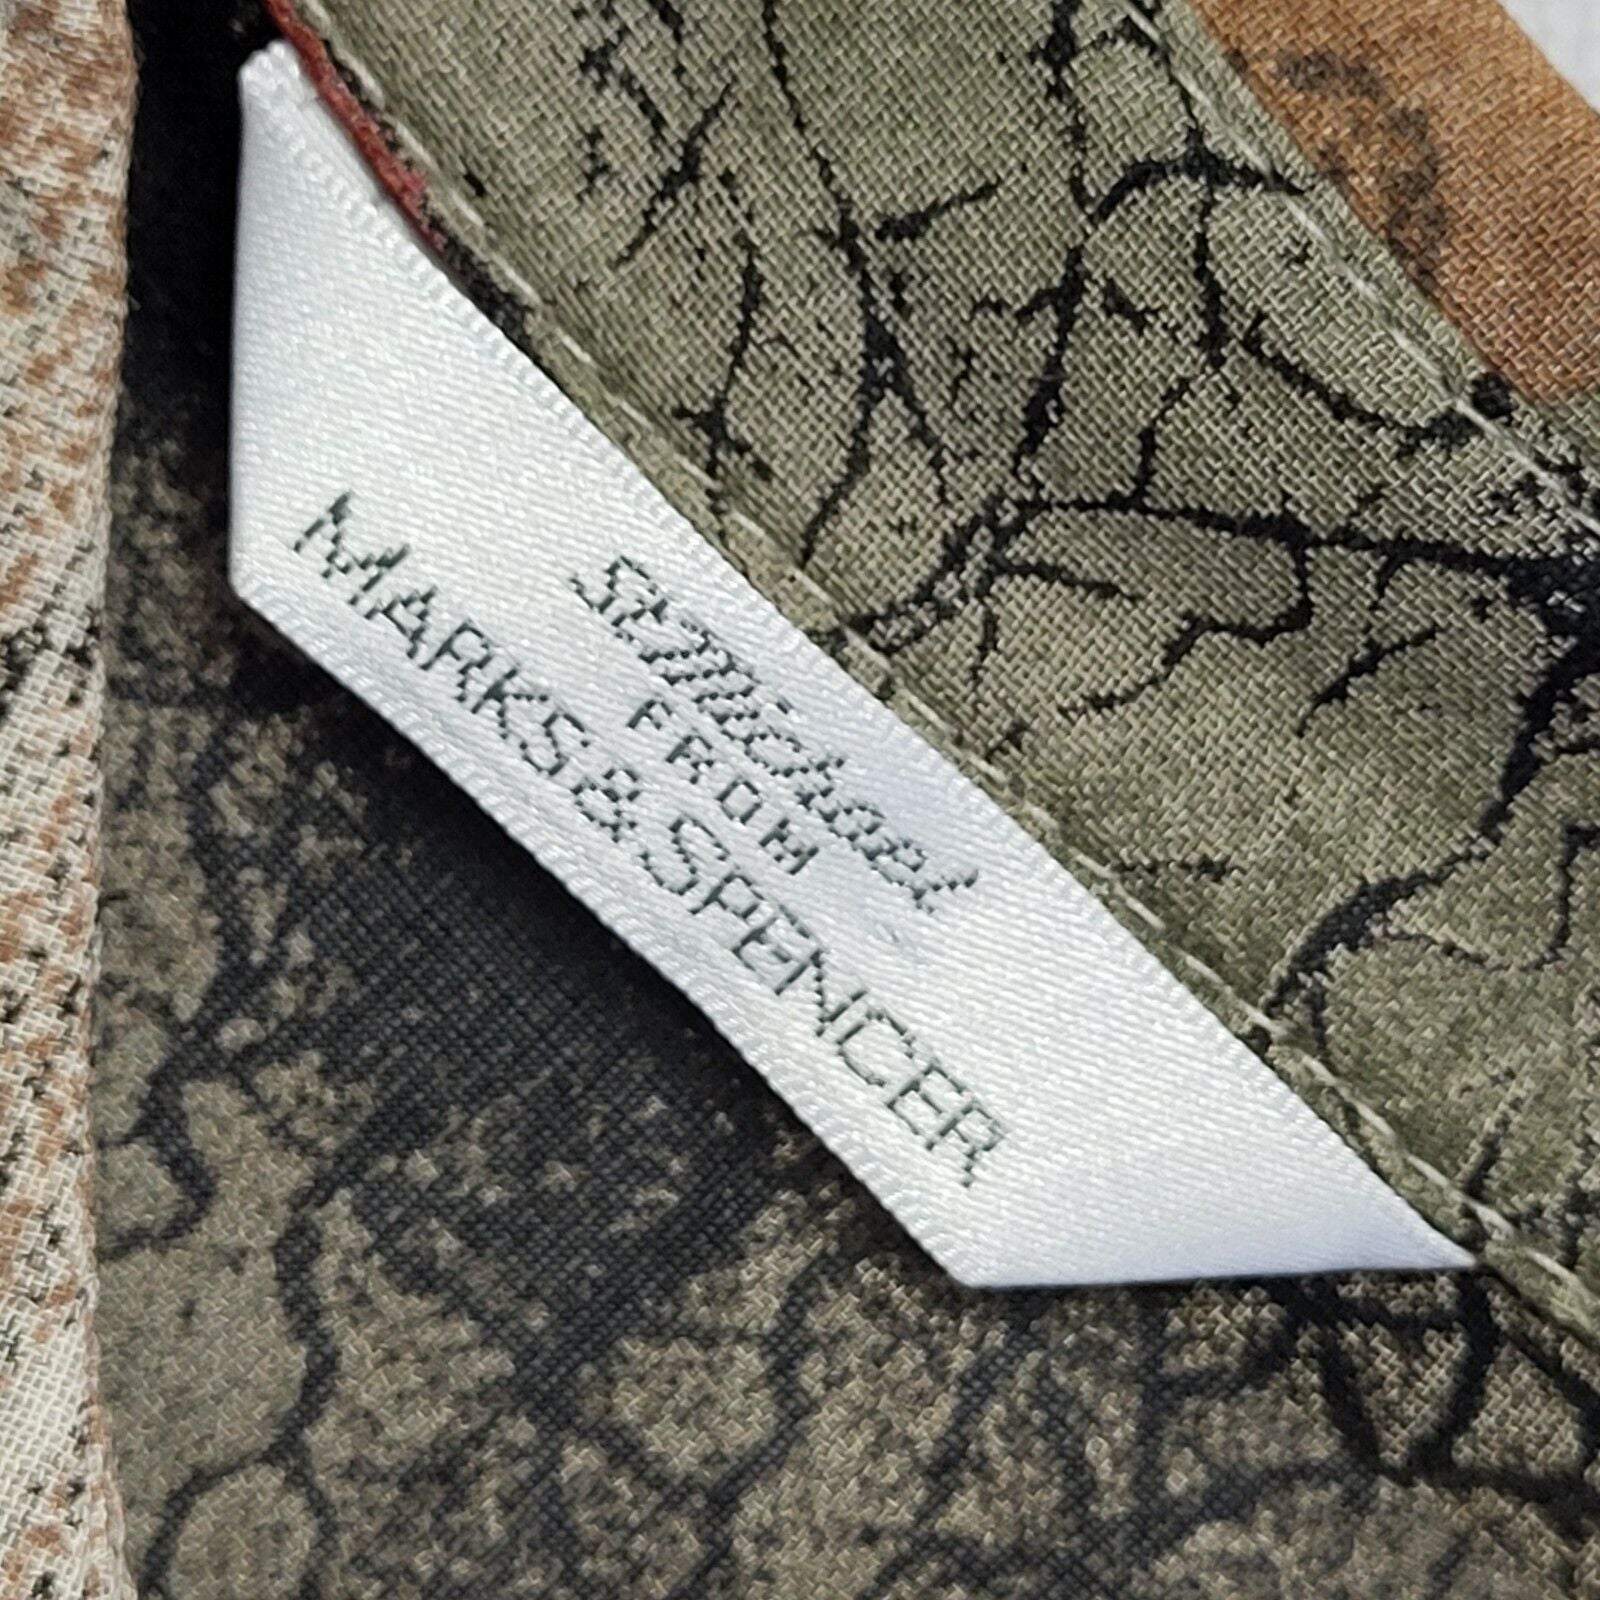 St Michael
FROM
MARKS & SPENCER